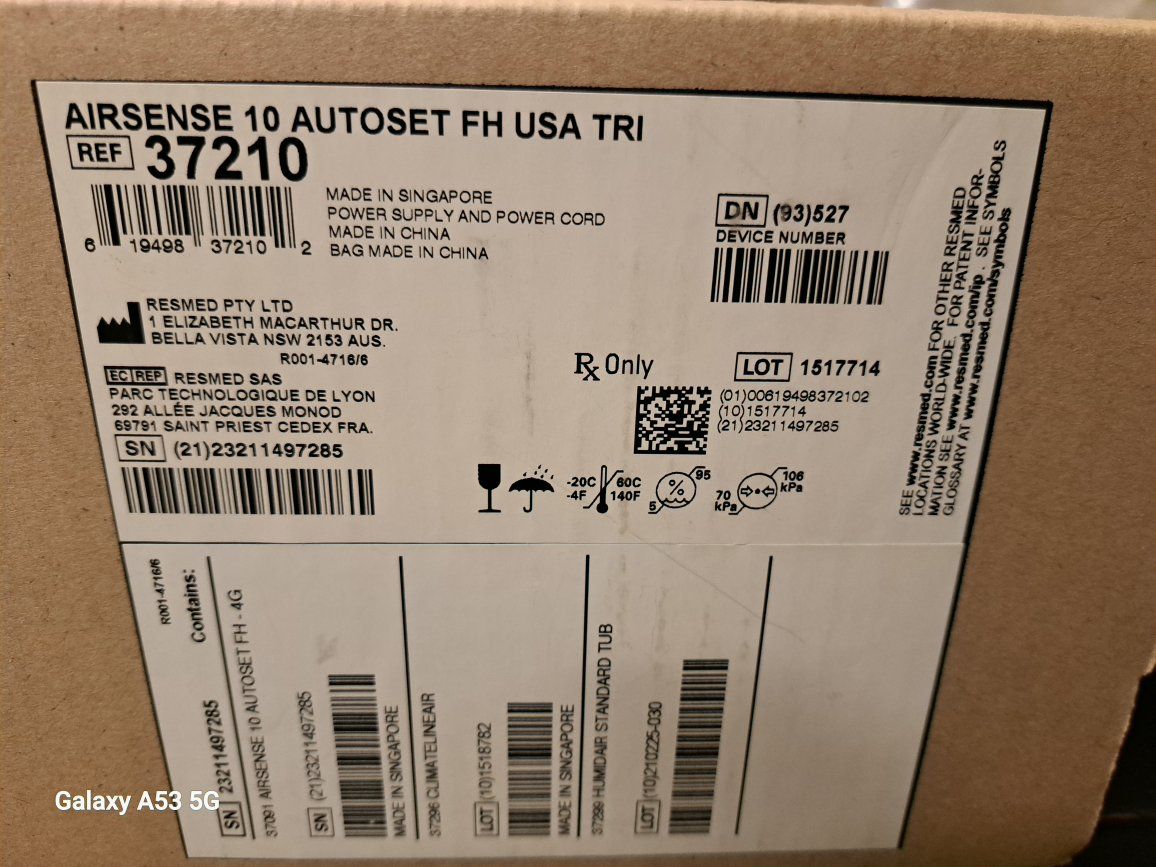 AIRSENSE 10 AUTOSET FH USA TRI
REF 37210
6 19498 37210 2
MADE IN SINGAPORE
POWER SUPPLY AND POWER CORD
MADE IN CHINA
BAG MADE IN CHINA
DN (93)527
DEVICE NUMBER
RESMED PTY LTD
1 ELIZABETH MACARTHUR DR.
BELLA VISTA NSW 2153 AUS.
R001-4716/6
EC REP RESMED SAS
PARC TECHNOLOGIQUE DE LYON
292 ALLÉE JACQUES MONOD
69791 SAINT PRIEST CEDEX FRA.
SN (21)23211497285
Rx Only
LOT 1517714
(01)00619498372102
(10)1517714
(21)23211497285
-20C
-4F
60C
140F
5 % 95
70
kPa
106
kPa
SEE www.resmed.com FOR OTHER RESMED
LOCATIONS WORLD-WIDE. FOR PATENT INFOR-
MATION SEE www.resmed.com/ip . SEE SYMBOLS
GLOSSARY AT www.resmed.com/symbols
R001-4716/6
Contains:
SN 23211497285
37091 AIRSENSE 10 AUTOSET FH - 4G
SN (21)23211497285
MADE IN SINGAPORE
37296 CLIMATELINEAIR
LOT (10)1518782
MADE IN SINGAPORE
37299 HUMIDAIR STANDARD TUB
LOT (10)210225-030
Galaxy A53 5G